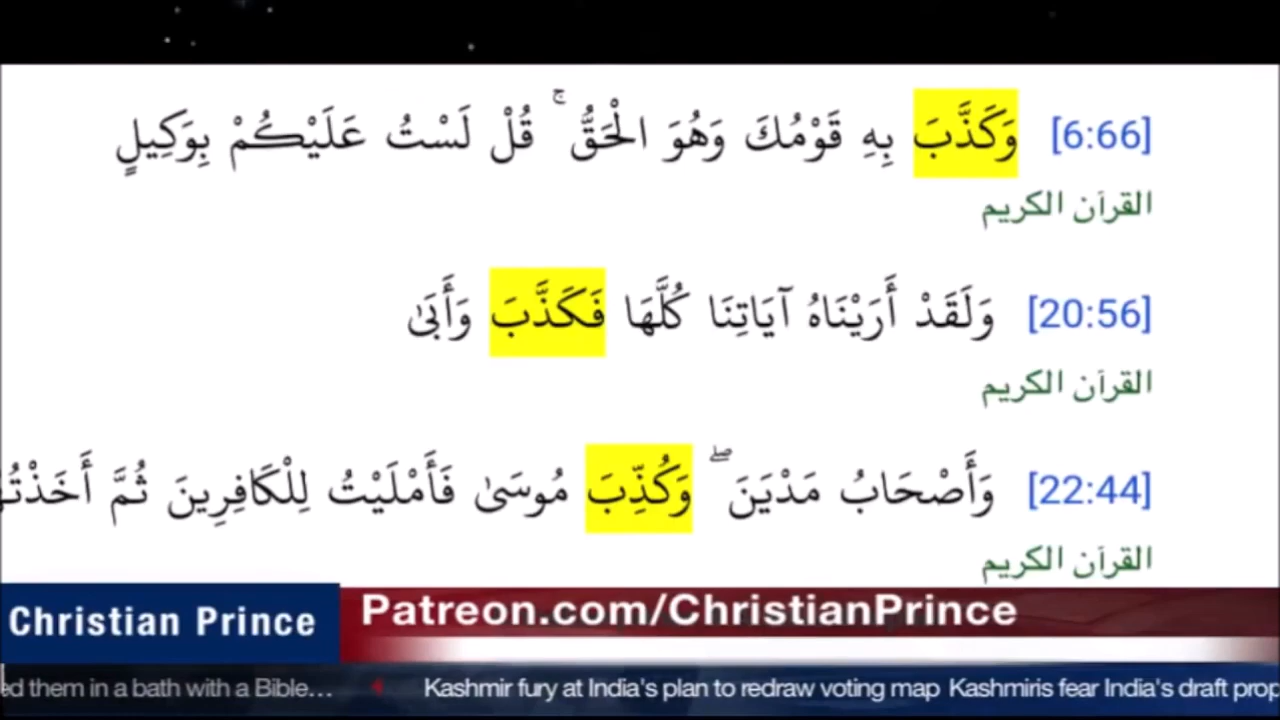 [6:66] وَكَذَّبَ بِهِ قَوْمُكَ وَهُوَ الْحَقُّ ۚ قُلْ لَسْتُ عَلَيْكُمْ بِوَكِيلٍ
القرآن الكريم
[20:56] وَلَقَدْ أَرَيْنَاهُ آيَاتِنَا كُلَّهَا فَكَذَّبَ وَأَبَىٰ
القرآن الكريم
[22:44] وَأَصْحَابُ مَدْيَنَ ۖ وَكُذِّبَ مُوسَىٰ فَأَمْلَيْتُ لِلْكَافِرِينَ ثُمَّ
القرآن الكريم
Christian Prince
Patreon.com/ChristianPrince
them in a bath with a Bible... Kashmir fury at India's plan to redraw voting map Kashmiris fear India's draft